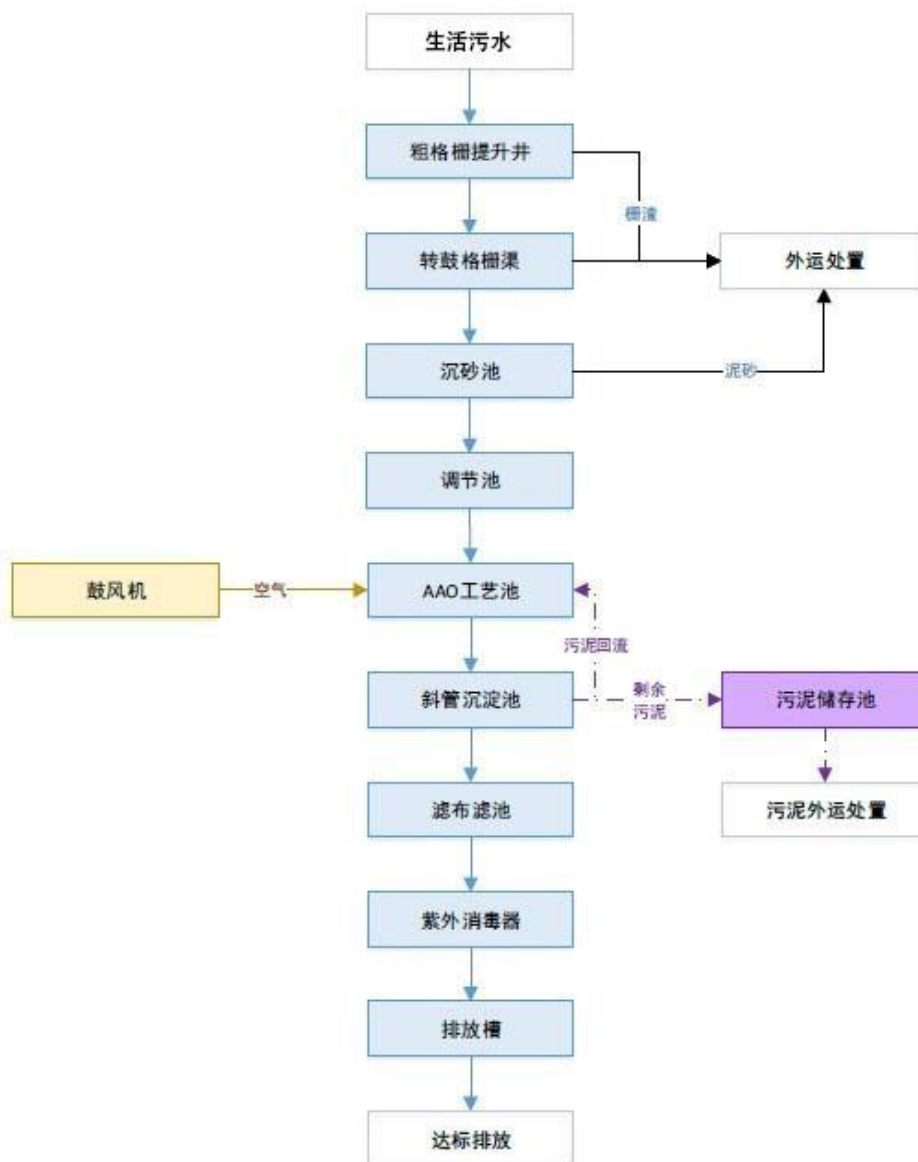 生活污水
粗格栅提升井
栅渣
转鼓格栅渠
外运处置
沉砂池
泥砂
调节池
鼓风机
空气
AAO工艺池
污泥回流
斜管沉淀池
剩余
污泥
污泥储存池
滤布滤池
污泥外运处置
紫外消毒器
排放槽
达标排放